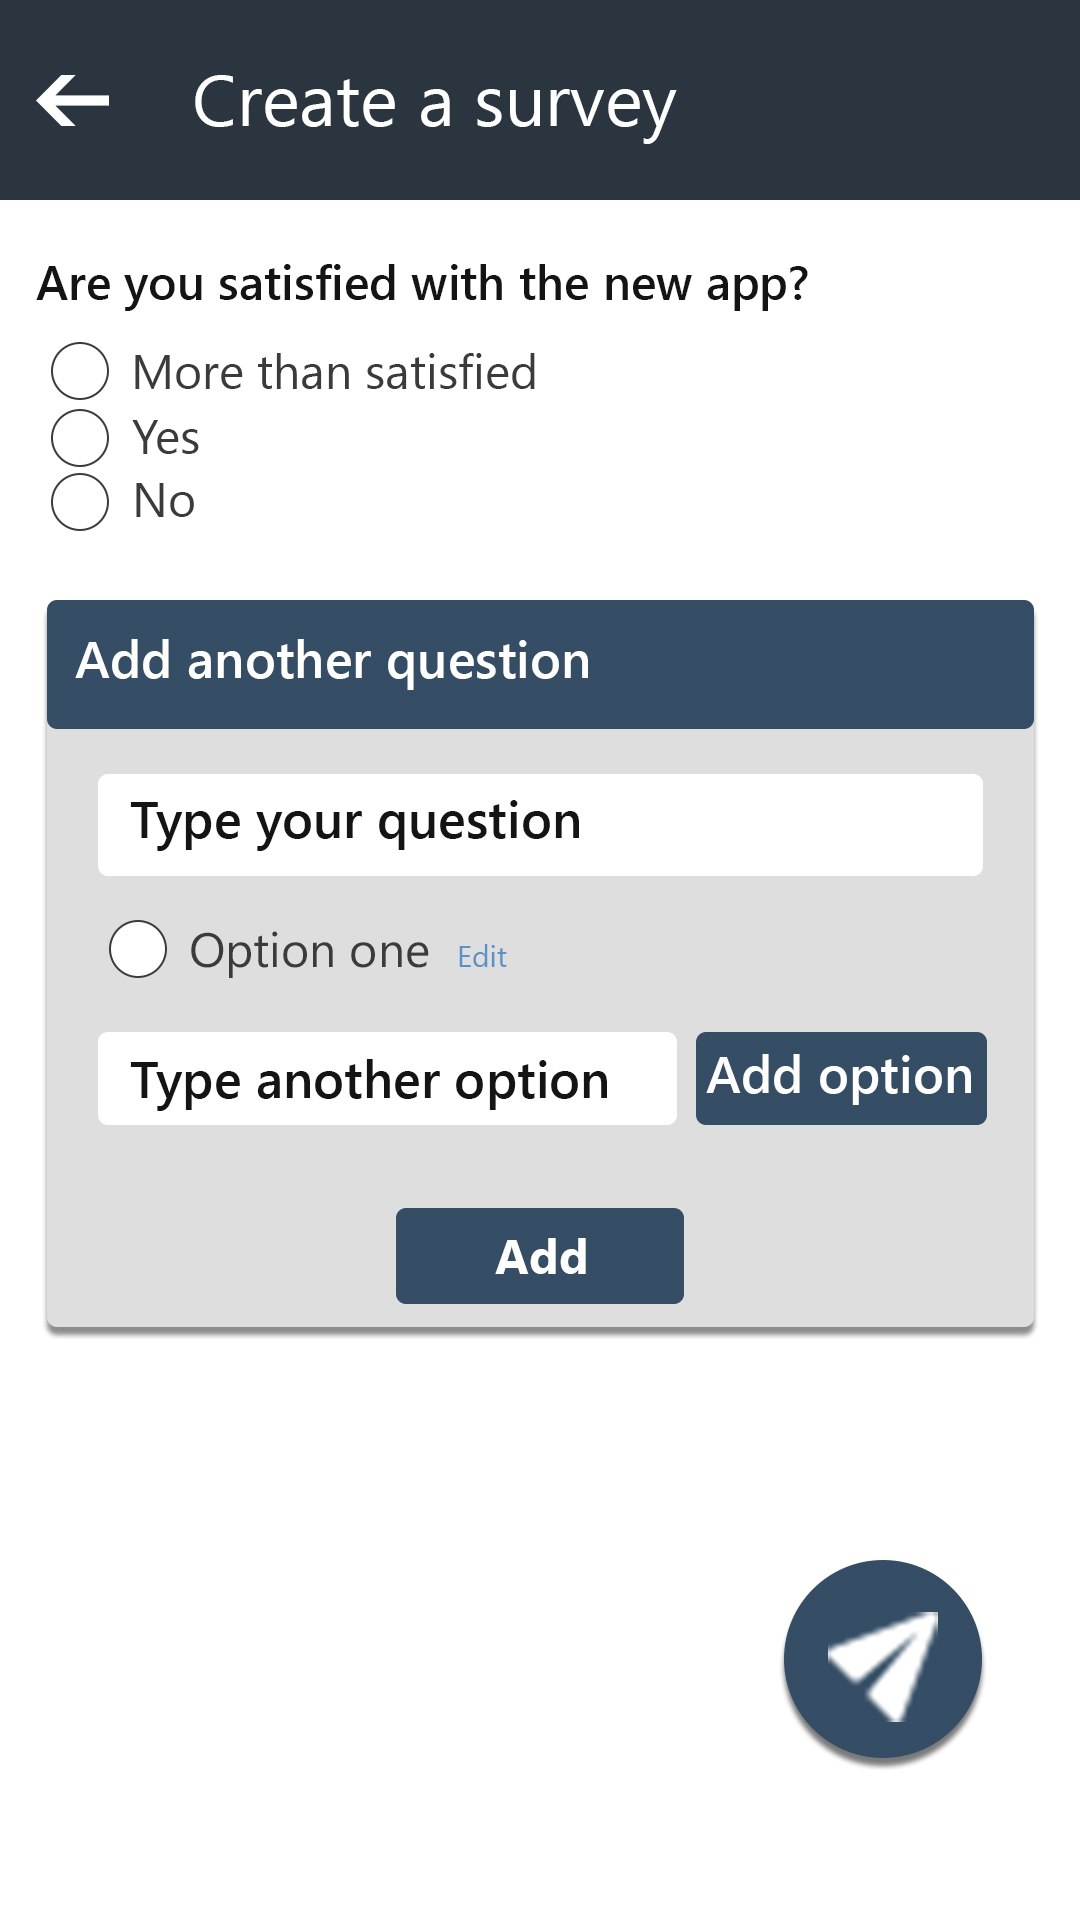 Create a survey
Are you satisfied with the new app?
More than satisfied
Yes
No
Add another question
Type your question
Option one Edit
Type another option Add option
Add